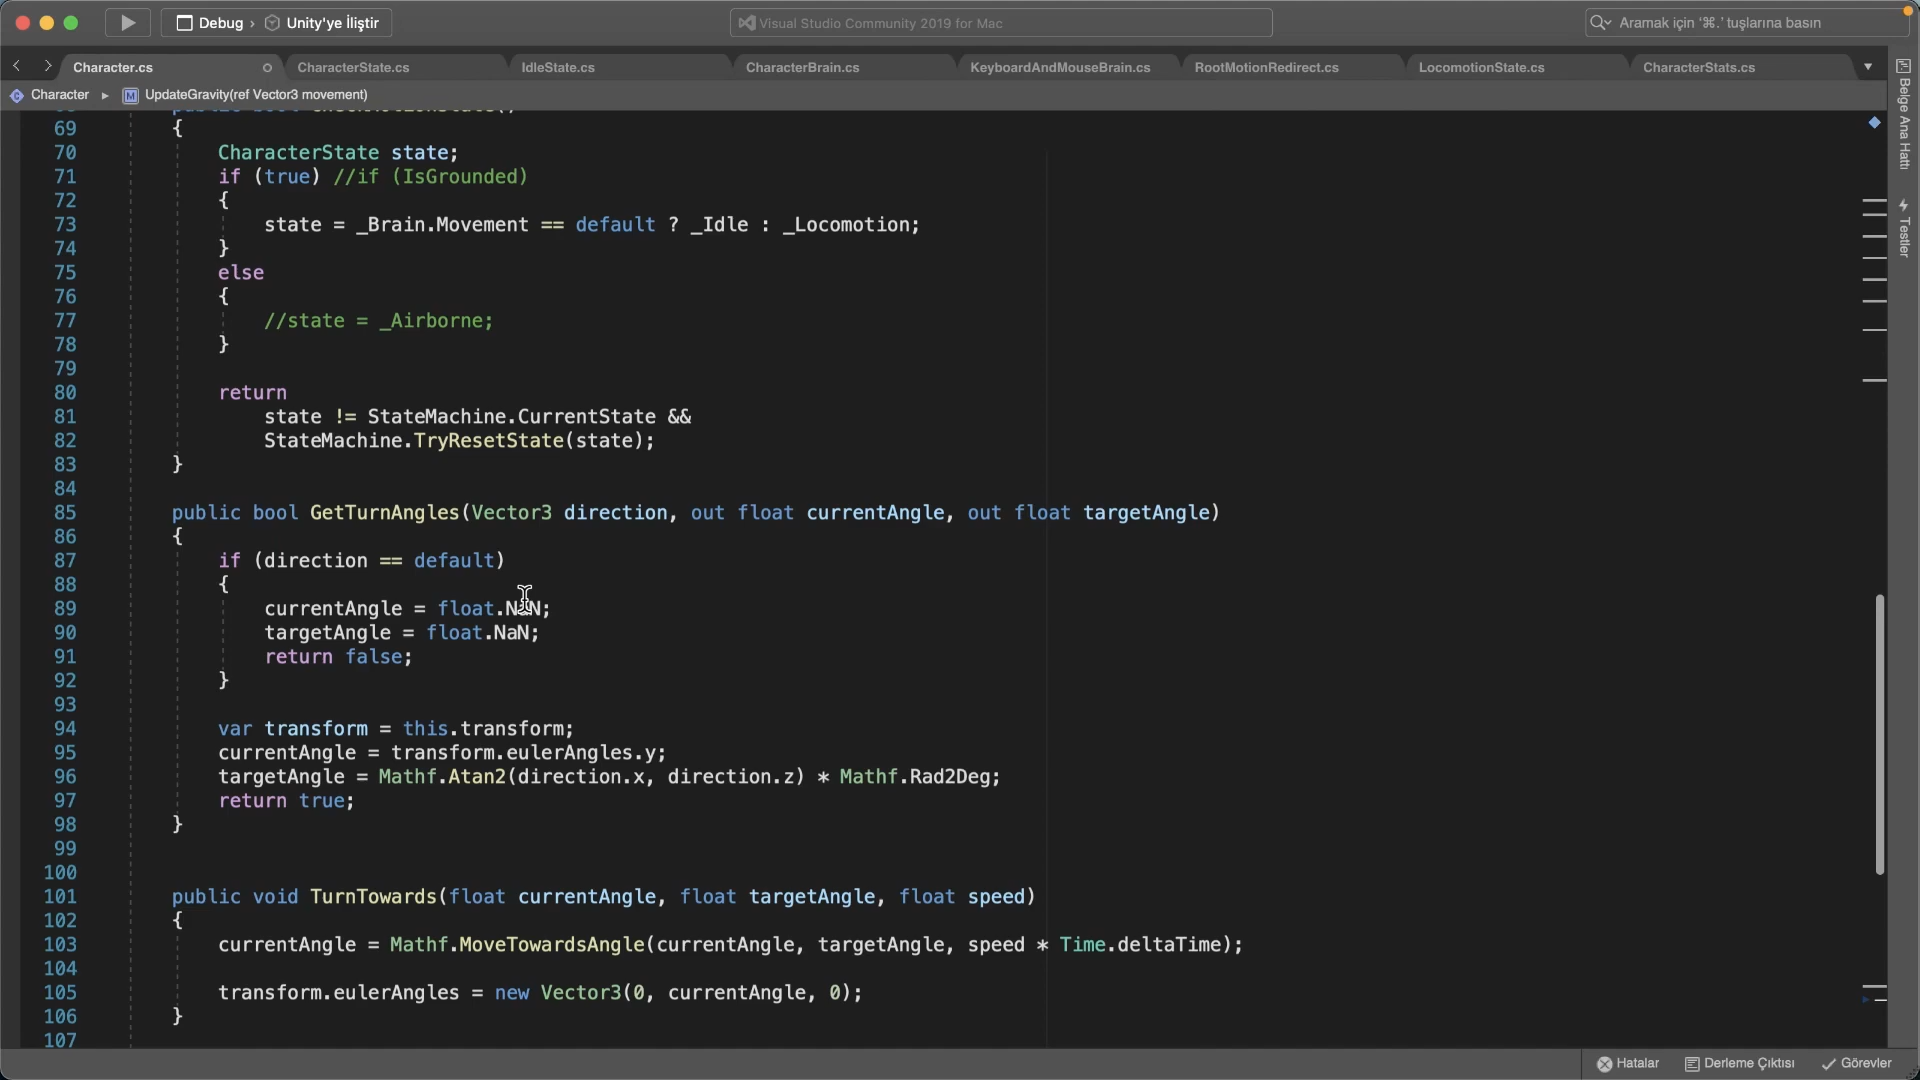 Debug › Unity'ye İliştir
Visual Studio Community 2019 for Mac
Aramak için '⌘.' tuşlarına basın
Character.cs
CharacterState.cs
IdleState.cs
CharacterBrain.cs
KeyboardAndMouseBrain.cs
RootMotionRedirect.cs
LocomotionState.cs
CharacterStats.cs
Character ▸ M UpdateGravity(ref Vector3 movement)
69 {
70 CharacterState state;
71 if (true) //if (IsGrounded)
72 {
73 state = _Brain.Movement == default ? _Idle : _Locomotion;
74 }
75 else
76 {
77 //state = _Airborne;
78 }
79
80 return
81 state != StateMachine.CurrentState &&
82 StateMachine.TryResetState(state);
83 }
84
85 public bool GetTurnAngles(Vector3 direction, out float currentAngle, out float targetAngle)
86 {
87 if (direction == default)
88 {
89 currentAngle = float.NaN;
90 targetAngle = float.NaN;
91 return false;
92 }
93
94 var transform = this.transform;
95 currentAngle = transform.eulerAngles.y;
96 targetAngle = Mathf.Atan2(direction.x, direction.z) * Mathf.Rad2Deg;
97 return true;
98 }
99
100
101 public void TurnTowards(float currentAngle, float targetAngle, float speed)
102 {
103 currentAngle = Mathf.MoveTowardsAngle(currentAngle, targetAngle, speed * Time.deltaTime);
104
105 transform.eulerAngles = new Vector3(0, currentAngle, 0);
106 }
107
Belge Ana Hattı
Testler
Hatalar
Derleme Çıktısı
Görevler